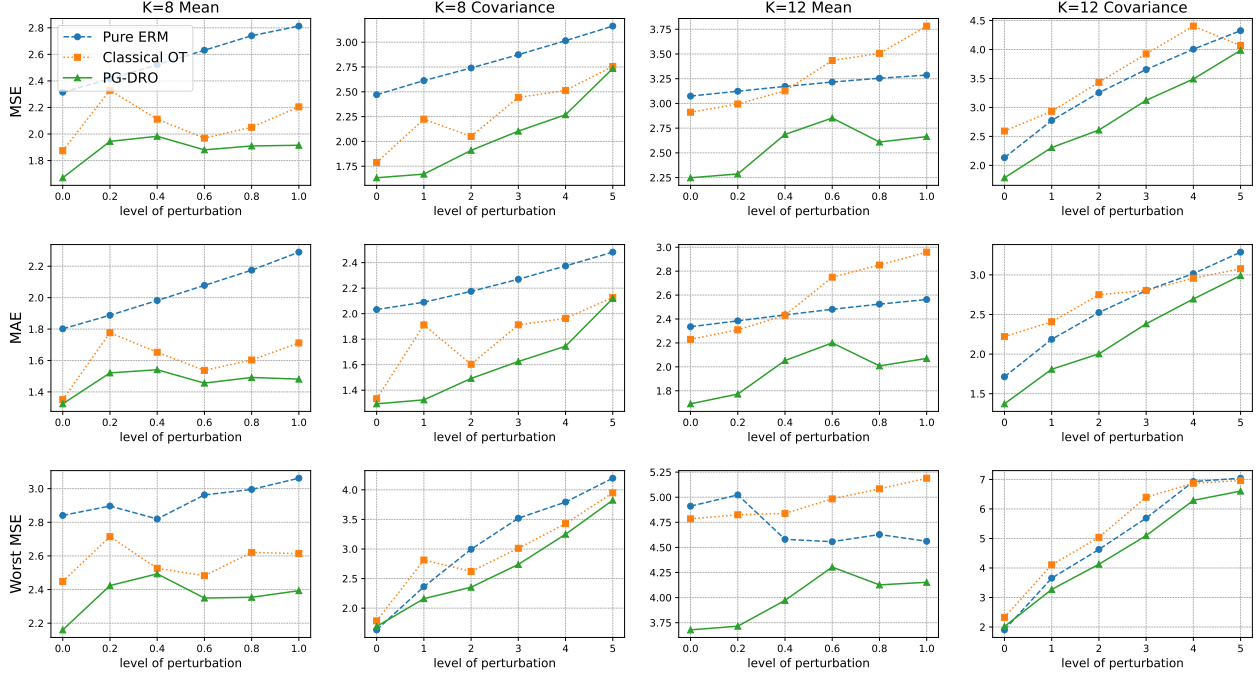 K=8 Mean
K=8 Covariance
K=12 Mean
K=12 Covariance
Pure ERM
Classical OT
PG-DRO
MSE
2.8
2.6
2.4
2.2
2.0
1.8
0.0 0.2 0.4 0.6 0.8 1.0
level of perturbation
3.00
2.75
2.50
2.25
2.00
1.75
0 1 2 3 4 5
level of perturbation
3.75
3.50
3.25
3.00
2.75
2.50
2.25
0.0 0.2 0.4 0.6 0.8 1.0
level of perturbation
4.5
4.0
3.5
3.0
2.5
2.0
0 1 2 3 4 5
level of perturbation
MAE
2.2
2.0
1.8
1.6
1.4
0.0 0.2 0.4 0.6 0.8 1.0
level of perturbation
2.4
2.2
2.0
1.8
1.6
1.4
0 1 2 3 4 5
level of perturbation
3.0
2.8
2.6
2.4
2.2
2.0
1.8
0.0 0.2 0.4 0.6 0.8 1.0
level of perturbation
3.0
2.5
2.0
1.5
0 1 2 3 4 5
level of perturbation
Worst MSE
3.0
2.8
2.6
2.4
2.2
0.0 0.2 0.4 0.6 0.8 1.0
level of perturbation
4.0
3.5
3.0
2.5
2.0
0 1 2 3 4 5
level of perturbation
5.25
5.00
4.75
4.50
4.25
4.00
3.75
0.0 0.2 0.4 0.6 0.8 1.0
level of perturbation
7
6
5
4
3
2
0 1 2 3 4 5
level of perturbation